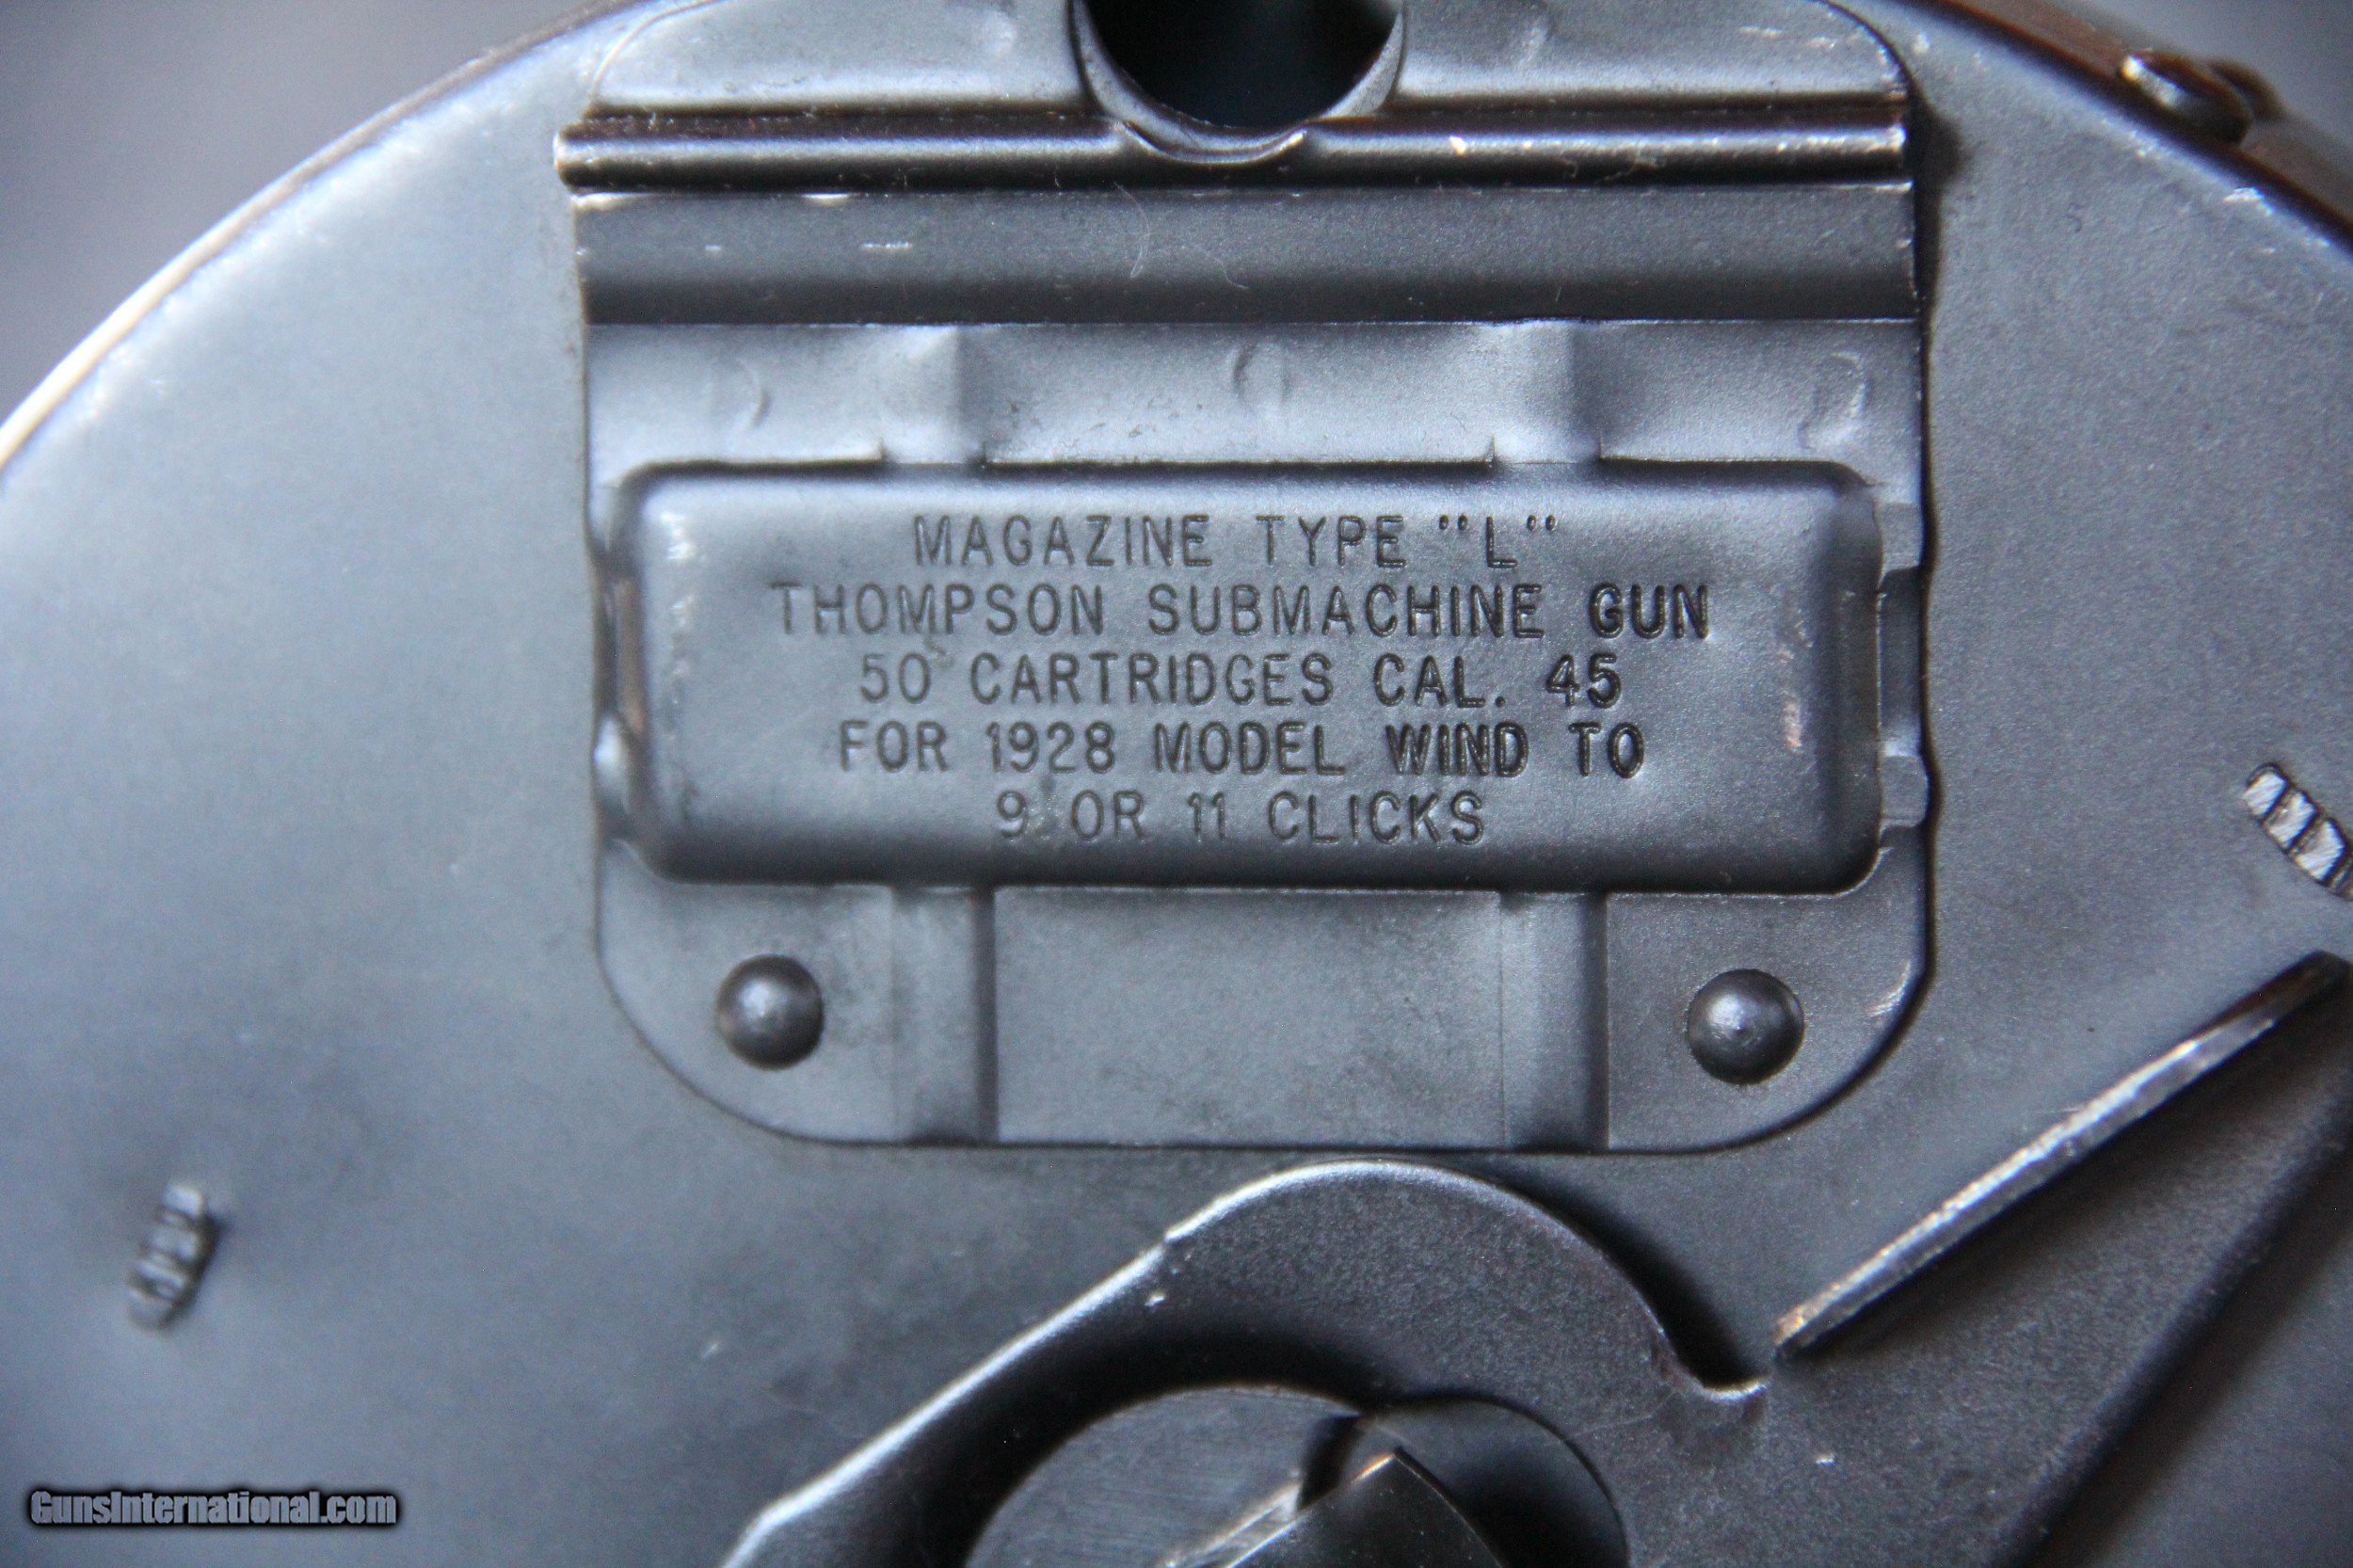 MAGAZINE TYPE "L"
THOMPSON SUBMACHINE GUN
50 CARTRIDGES CAL. 45
FOR 1928 MODEL WIND TO
9 OR 11 CLICKS
GunsInternational.com